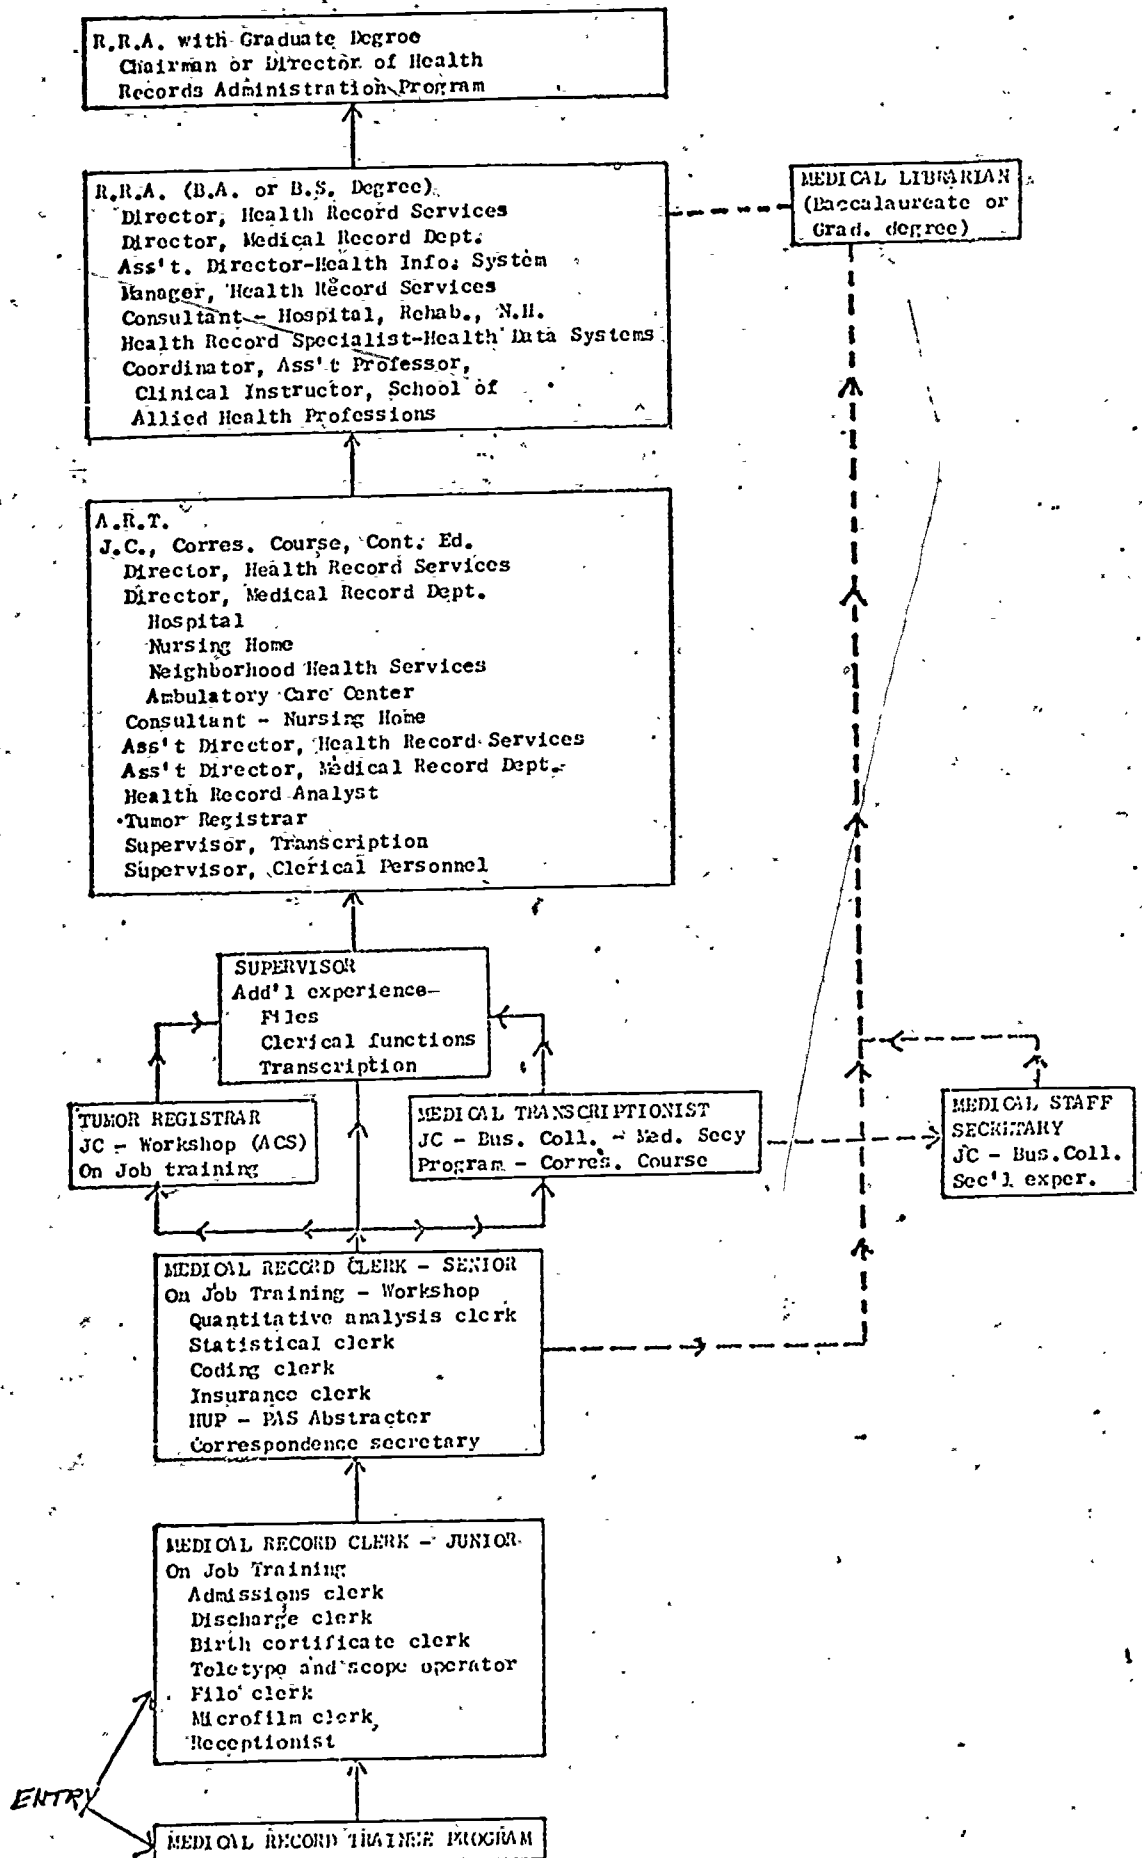 R.R.A. with Graduate Degree
Chairman or Director of Health
Records Administration Program
R.R.A. (B.A. or B.S. Degree)
Director, Health Record Services
Director, Medical Record Dept.
Ass't. Director-Health Info. System
Manager, Health Record Services
Consultant - Hospital, Rehab., N.H.
Health Record Specialist-Health Data Systems
Coordinator, Ass't Professor,
Clinical Instructor, School of
Allied Health Professions
MEDICAL LIBRARIAN
(Baccalaureate or
Grad. degree)
A.R.T.
J.C., Corres. Course, Cont. Ed.
Director, Health Record Services
Director, Medical Record Dept.
Hospital
Nursing Home
Neighborhood Health Services
Ambulatory Care Center
Consultant - Nursing Home
Ass't Director, Health Record Services
Ass't Director, Medical Record Dept.
Health Record Analyst
Tumor Registrar
Supervisor, Transcription
Supervisor, Clerical Personnel
SUPERVISOR
Add'l experience-
Files
Clerical functions
Transcription
TUMOR REGISTRAR
JC - Workshop (ACS)
On Job training
MEDICAL TRANSCRIPTIONIST
JC - Bus. Coll. - Med. Secy
Program - Corres. Course
MEDICAL STAFF
SECRETARY
JC - Bus.Coll.
Sec'l exper.
MEDICAL RECORD CLERK - SENIOR
On Job Training - Workshop
Quantitative analysis clerk
Statistical clerk
Coding clerk
Insurance clerk
HUP - PAS Abstracter
Correspondence secretary
MEDICAL RECORD CLERK - JUNIOR
On Job Training
Admissions clerk
Discharge clerk
Birth certificate clerk
Teletype and scope operator
File clerk
Microfilm clerk
Receptionist
ENTRY
MEDICAL RECORD TRAINEE PROGRAM